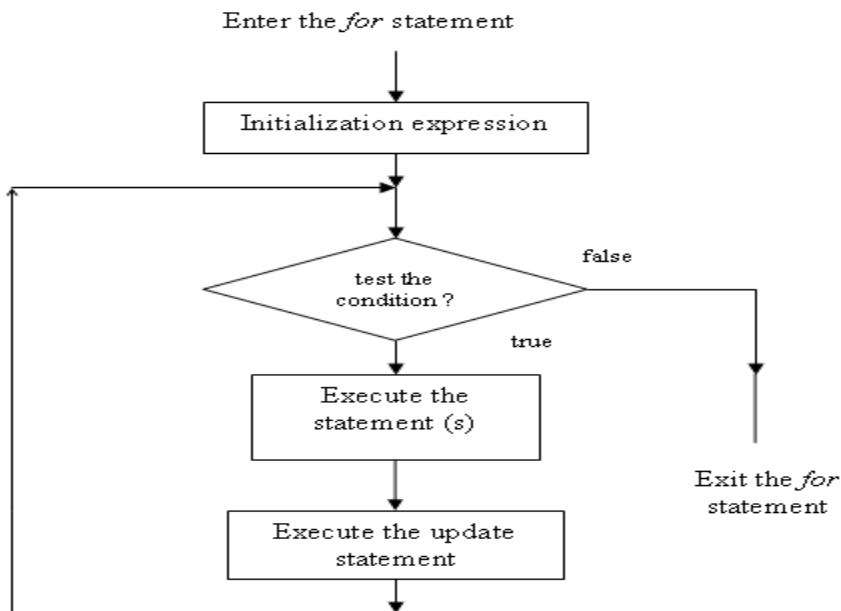 Enter the for statement
Initialization expression
false
test the
condition ?
true
Execute the
statement (s)
Exit the for
statement
Execute the update
statement